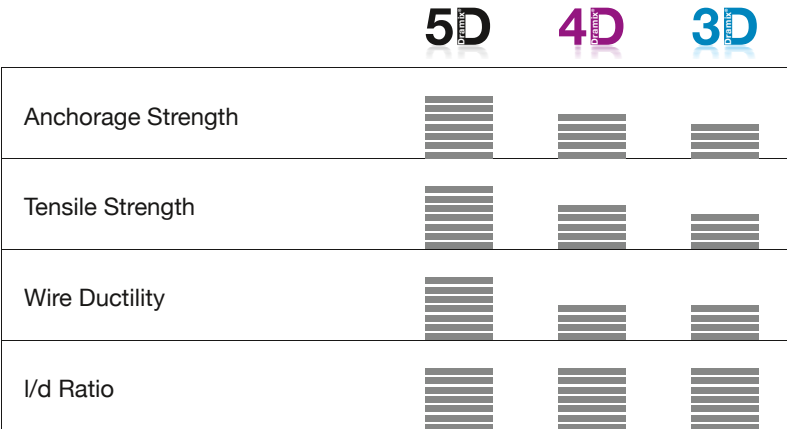 5D Dramix® 4D Dramix® 3D Dramix®
Anchorage Strength
Tensile Strength
Wire Ductility
l/d Ratio